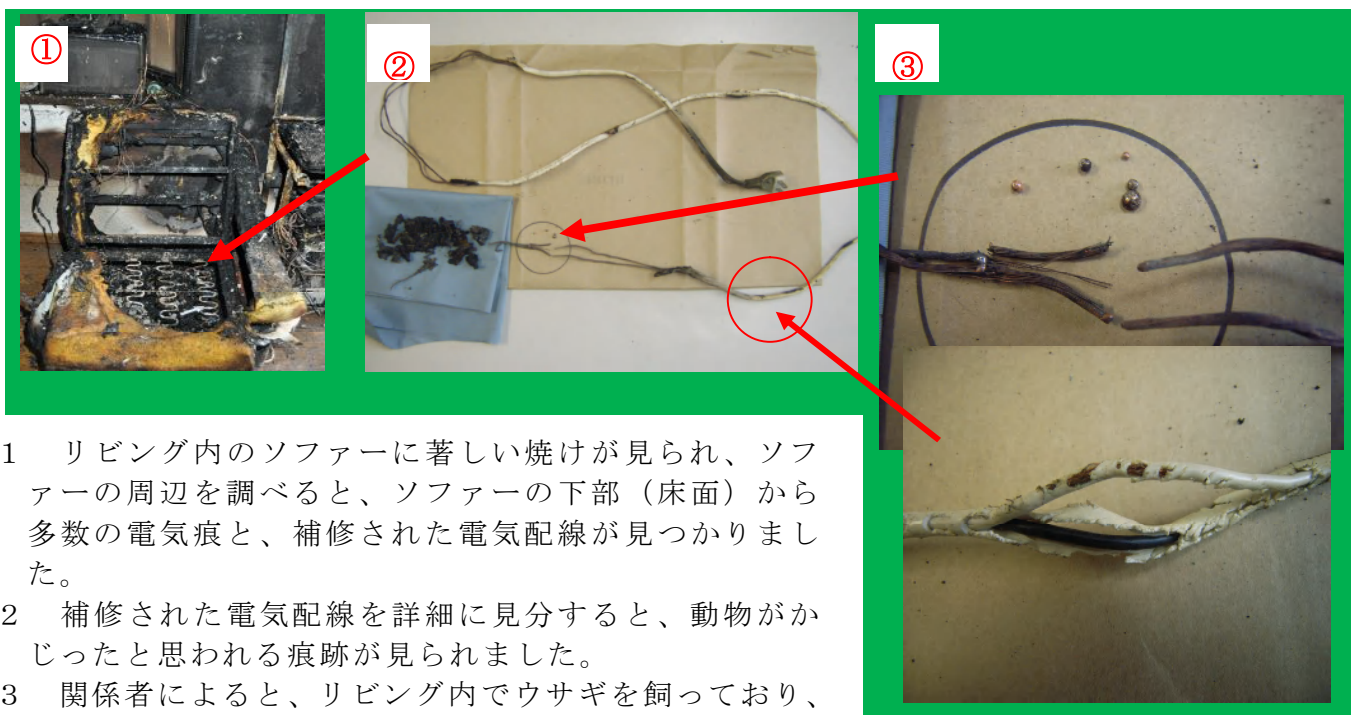 ①
②
③
1　リビング内のソファーに著しい焼けが見られ、ソフ
ァーの周辺を調べると、ソファーの下部（床面）から
多数の電気痕と、補修された電気配線が見つかりまし
た。
2　補修された電気配線を詳細に見分すると、動物がか
じったと思われる痕跡が見られました。
3　関係者によると、リビング内でウサギを飼っており、